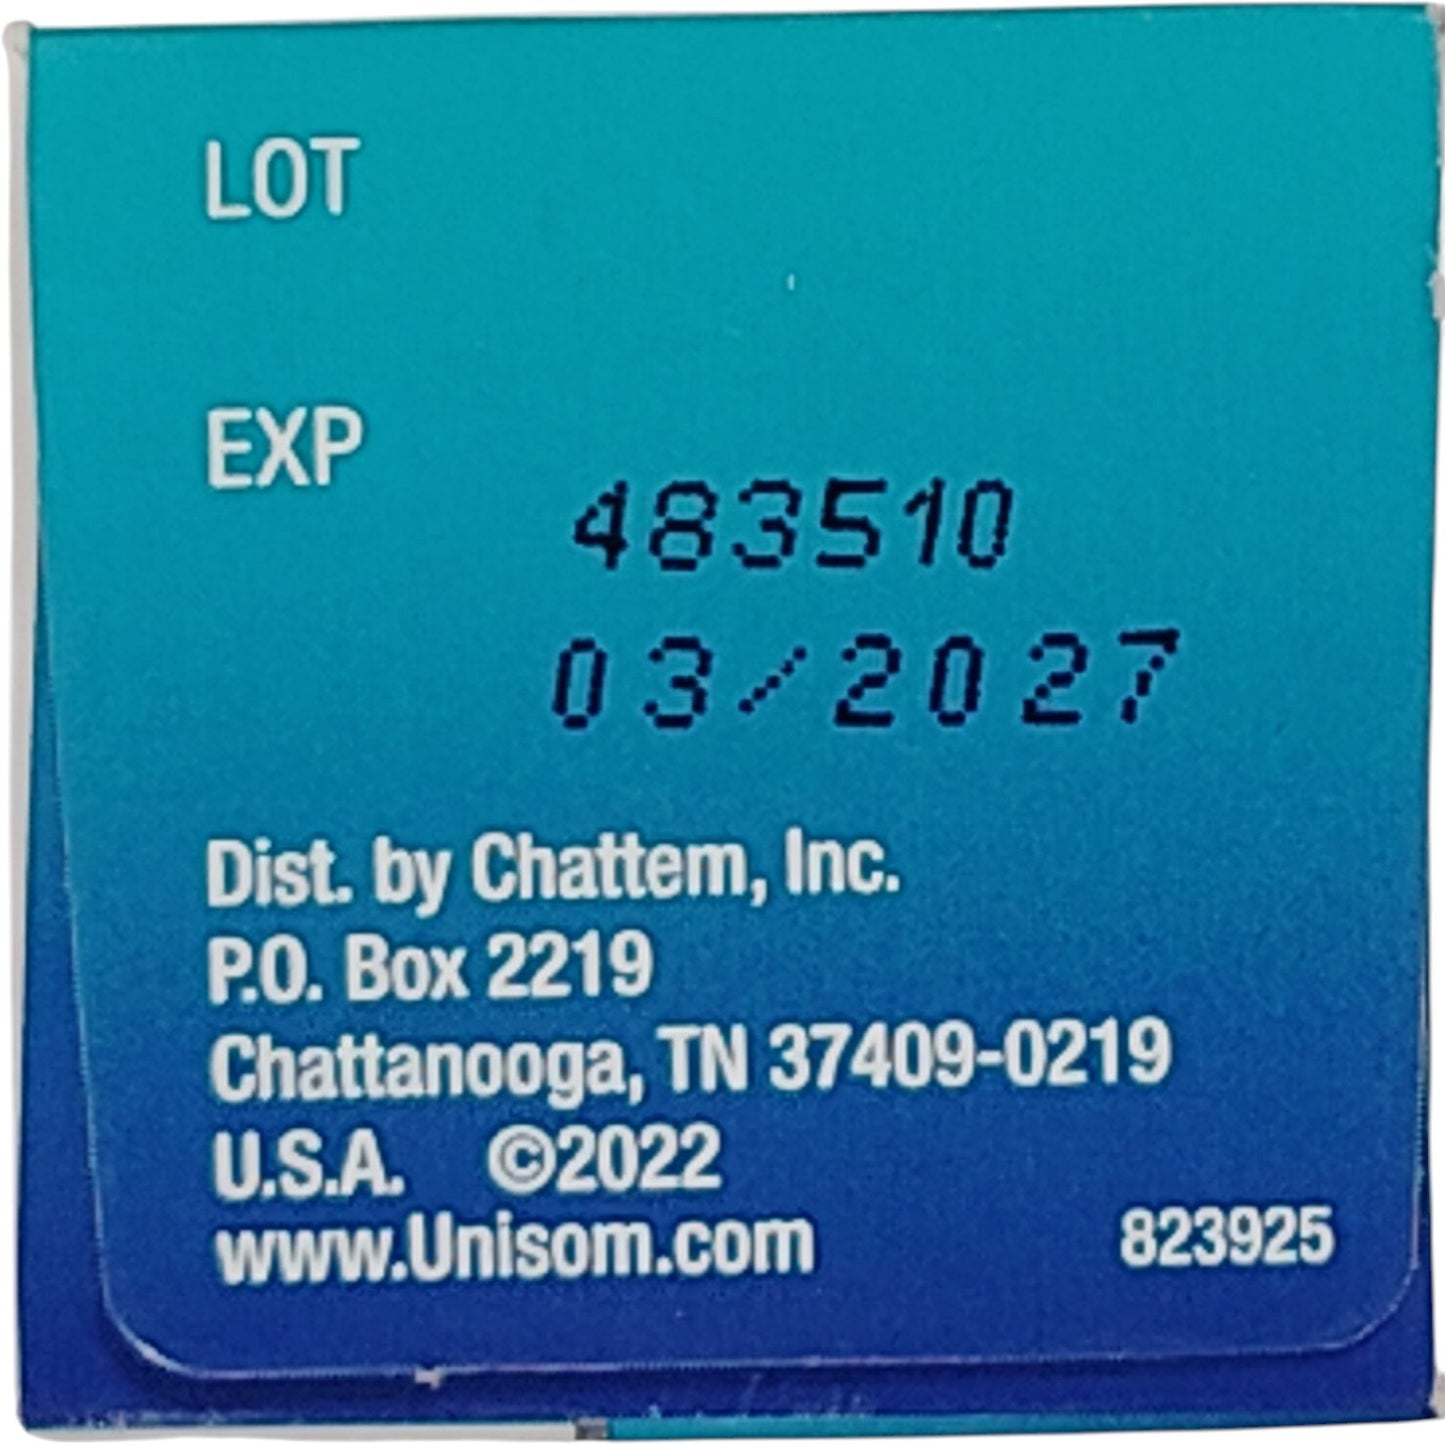 LOT
EXP
483510
03/2027
Dist. by Chattem, Inc.
P.O. Box 2219
Chattanooga, TN 37409-0219
U.S.A. ©2022
www.Unisom.com 823925